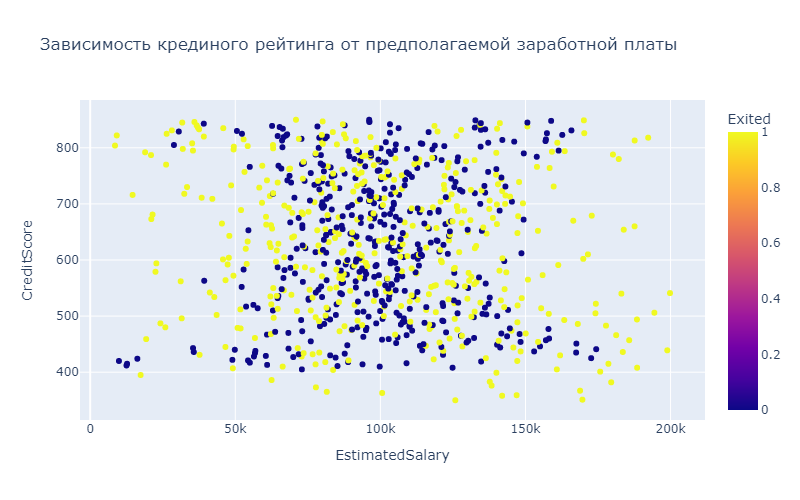 Зависимость крединого рейтинга от предполагаемой заработной платы
Exited
1
0.8
0.6
0.4
0.2
0
CreditScore
800
700
600
500
400
0
50k
100k
150k
200k
EstimatedSalary